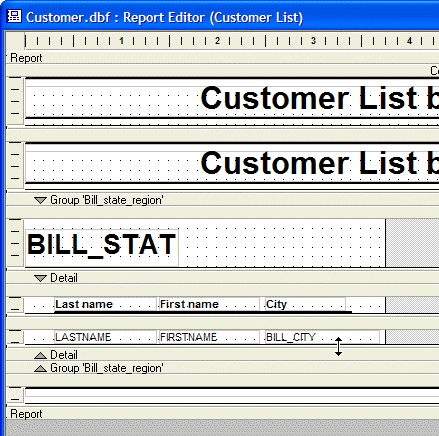 Customer.dbf : Report Editor (Customer List)
1 2 3 4
Report
C
Customer List b
Customer List b
Group 'Bill_state_region'
BILL_STAT
Detail
Last name First name City
LASTNAME FIRSTNAME BILL_CITY
Detail
Group 'Bill_state_region'
Report